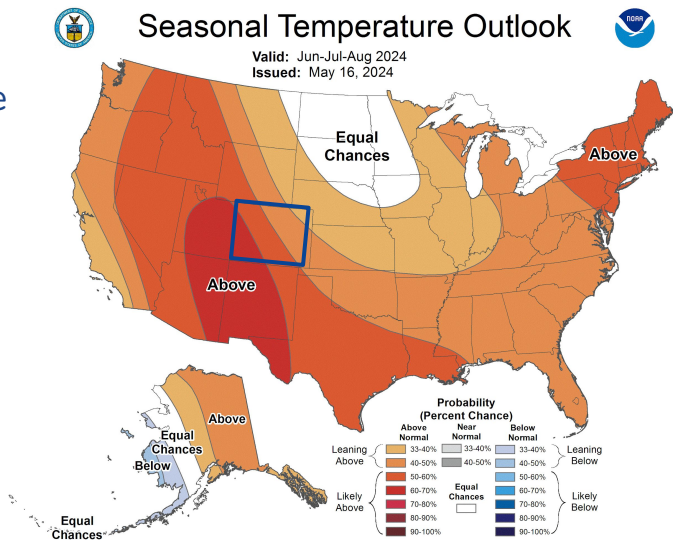 Seasonal Temperature Outlook
NOAA
Valid: Jun-Jul-Aug 2024
Issued: May 16, 2024
e
Equal
Chances
Above
Above
Above
Equal
Chances
Below
Equal
Chances
Probability
(Percent Chance)
Above
Normal
Near
Normal
Below
Normal
Leaning
Above
33-40%
40-50%
Likely
Above
50-60%
60-70%
70-80%
80-90%
90-100%
33-40%
40-50%
Equal
Chances
33-40%
40-50%
Leaning
Below
50-60%
60-70%
70-80%
80-90%
90-100%
Likely
Below